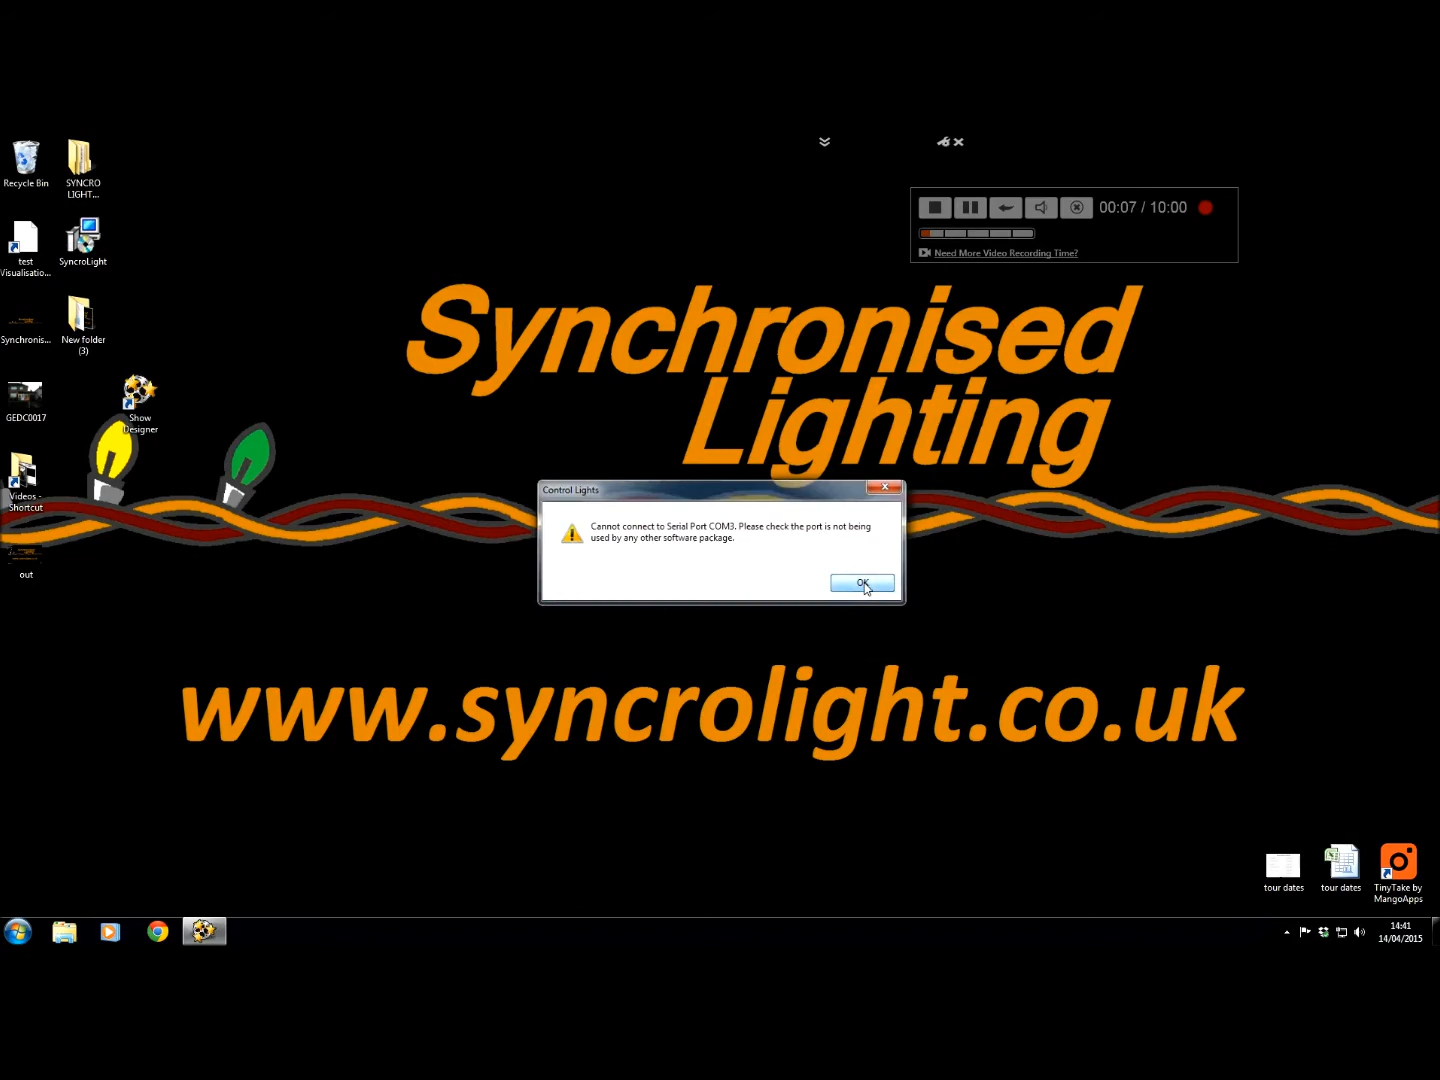 Recycle Bin
SYNCRO
LIGHT...
test
Visualisatio...
SyncroLight
Synchronis...
New folder
(3)
GEDC0017
Show
Designer
Videos -
Shortcut
out
00:07 / 10:00
Need More Video Recording Time?
Synchronised
Lighting
Control Lights
Cannot connect to Serial Port COM3. Please check the port is not being
used by any other software package.
OK
www.syncrolight.co.uk
tour dates
tour dates
TinyTake by
MangoApps
14:41
14/04/2015